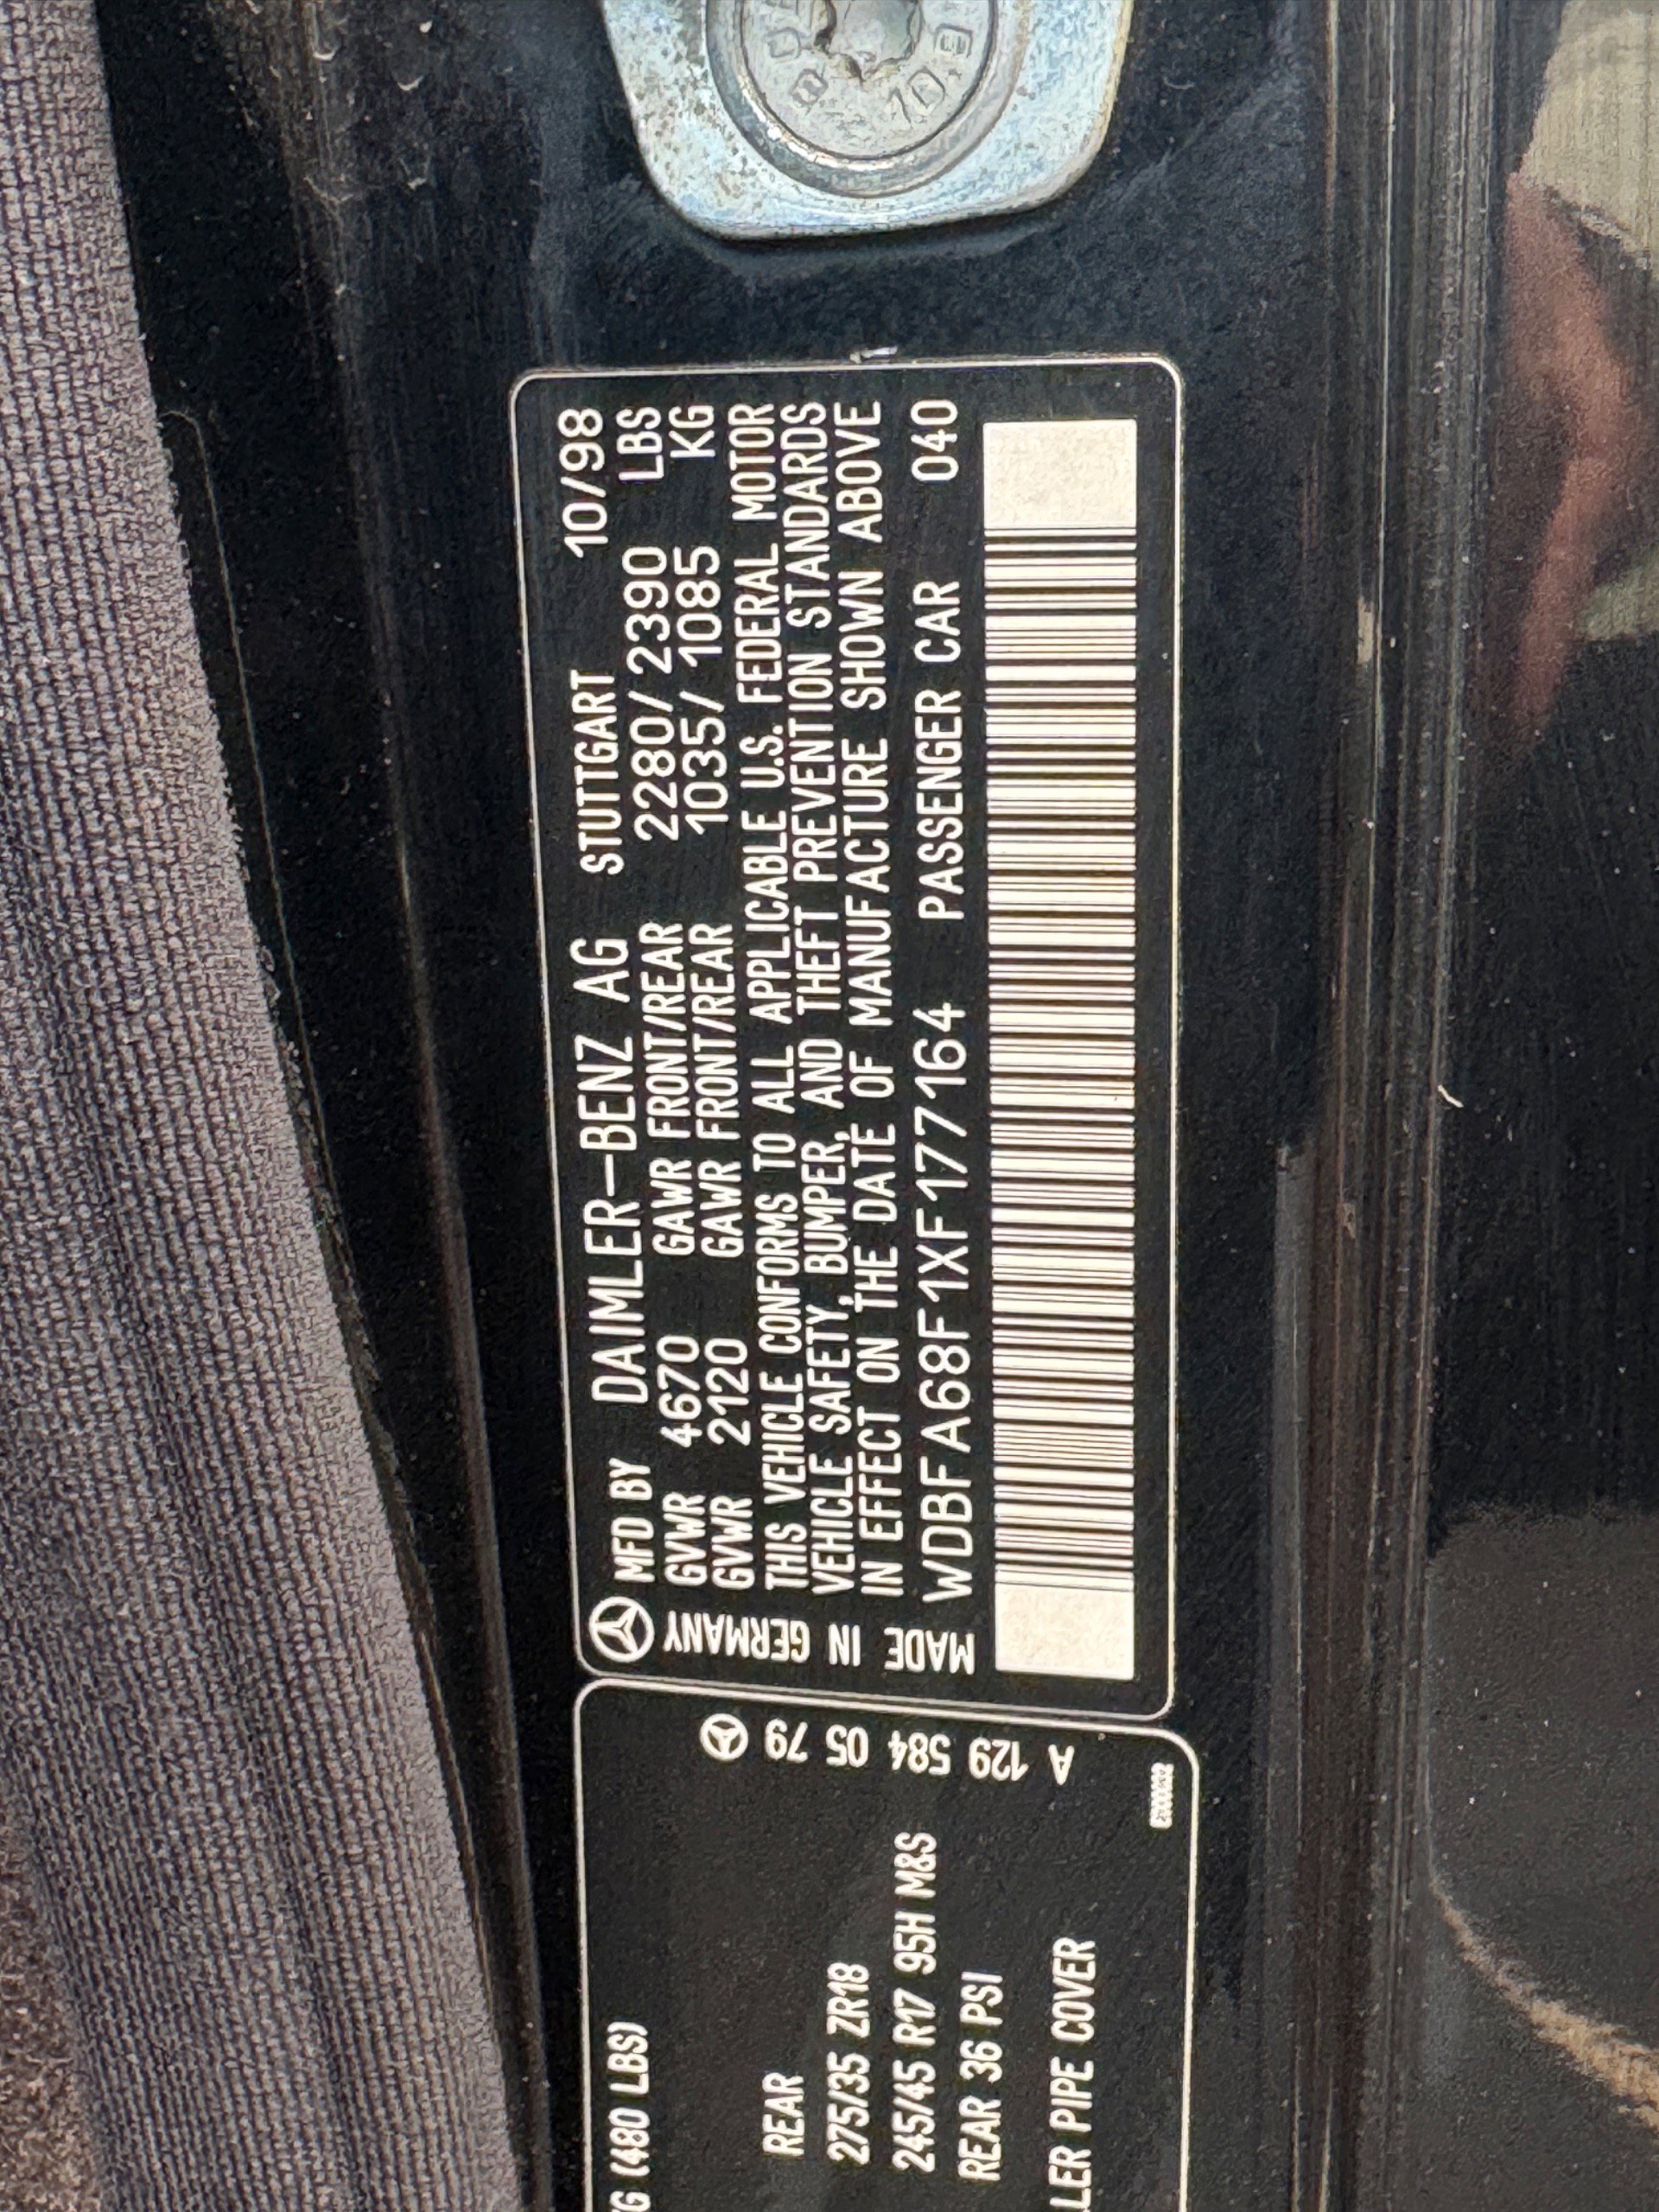 MFD BY DAIMLER-BENZ AG STUTTGART 10/98
GVWR 4670 GAWR FRONT/REAR 2280/2390 LBS
GVWR 2120 GAWR FRONT/REAR 1035/1085 KG
THIS VEHICLE CONFORMS TO ALL APPLICABLE U.S. FEDERAL MOTOR
VEHICLE SAFETY, BUMPER, AND THEFT PREVENTION STANDARDS
IN EFFECT ON THE DATE OF MANUFACTURE SHOWN ABOVE
WDBFA68F1XF177164 PASSENGER CAR 040
MADE IN GERMANY
A 129 584 05 79
G (480 LBS)
REAR
275/35 ZR18
245/45 R17 95H M&S
REAR 36 PSI
LER PIPE COVER
10.9